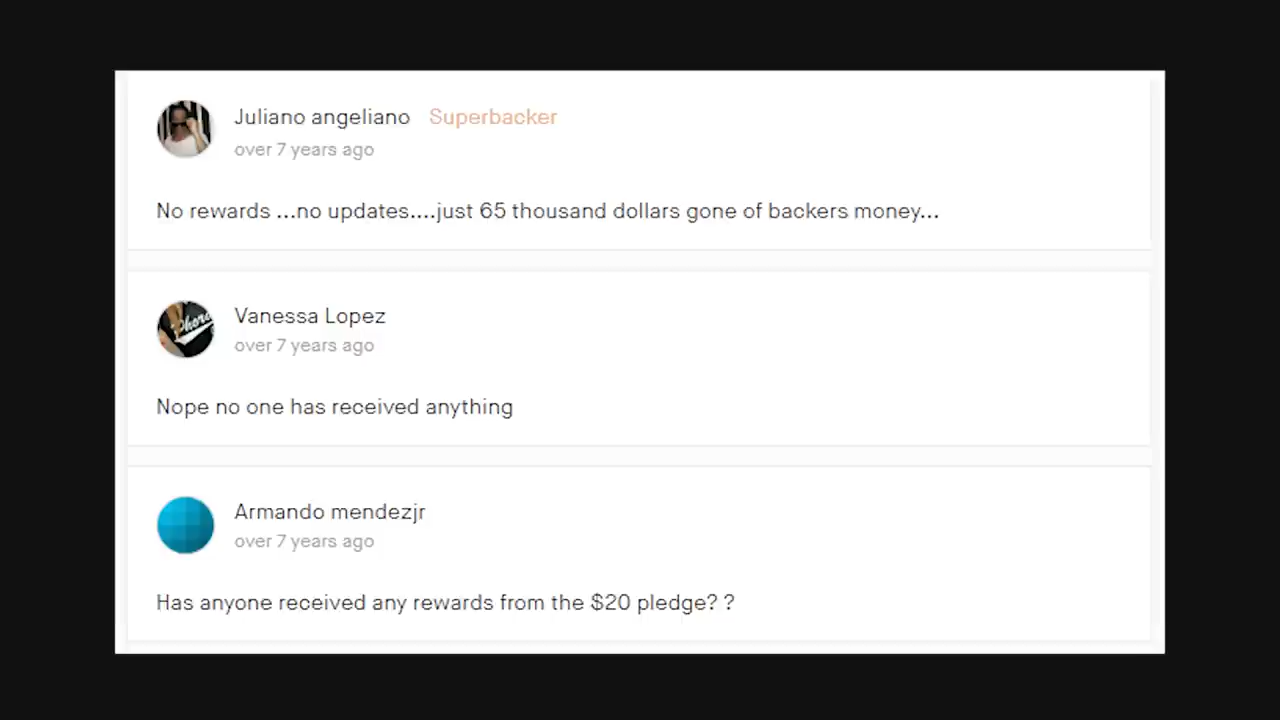 Juliano angeliano Superbacker
over 7 years ago
No rewards ...no updates....just 65 thousand dollars gone of backers money...
Vanessa Lopez
over 7 years ago
Nope no one has received anything
Armando mendezjr
over 7 years ago
Has anyone received any rewards from the $20 pledge? ?